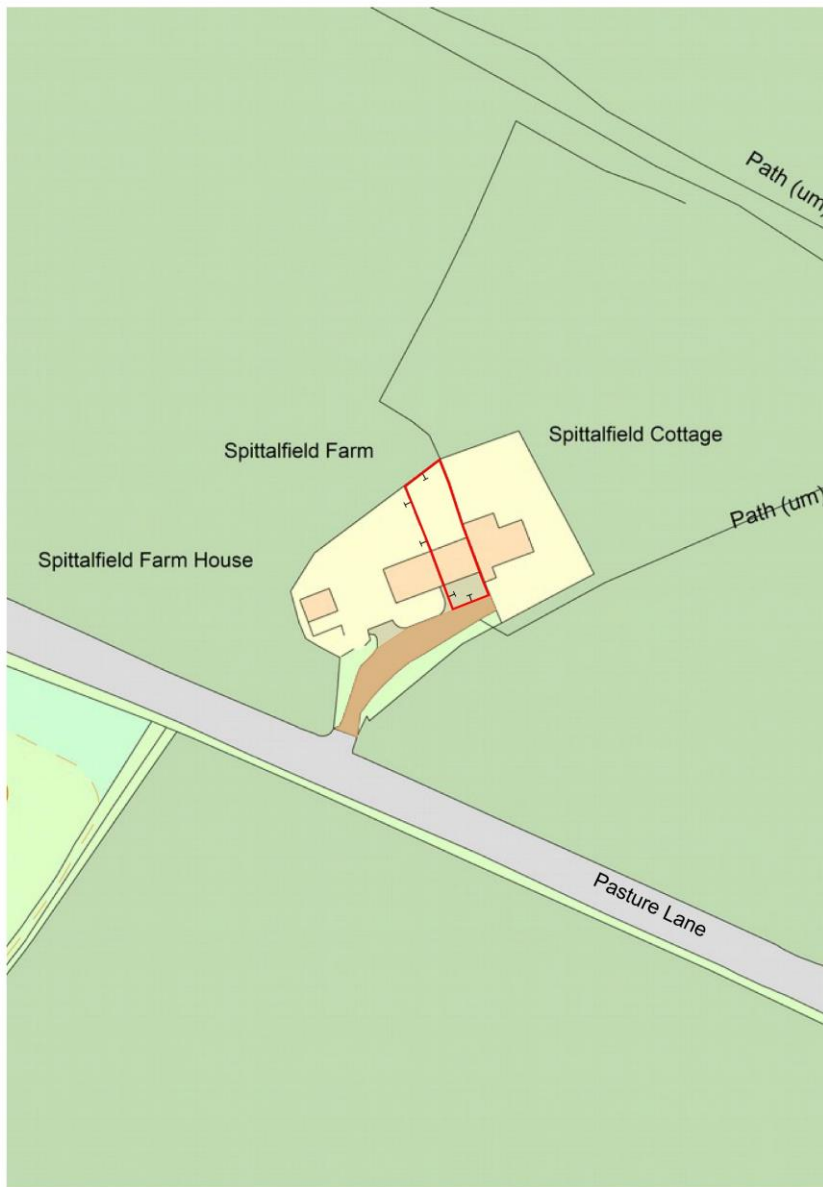 Path (um)
Spittalfield Farm
Spittalfield Cottage
Path (um)
Spittalfield Farm House
Pasture Lane